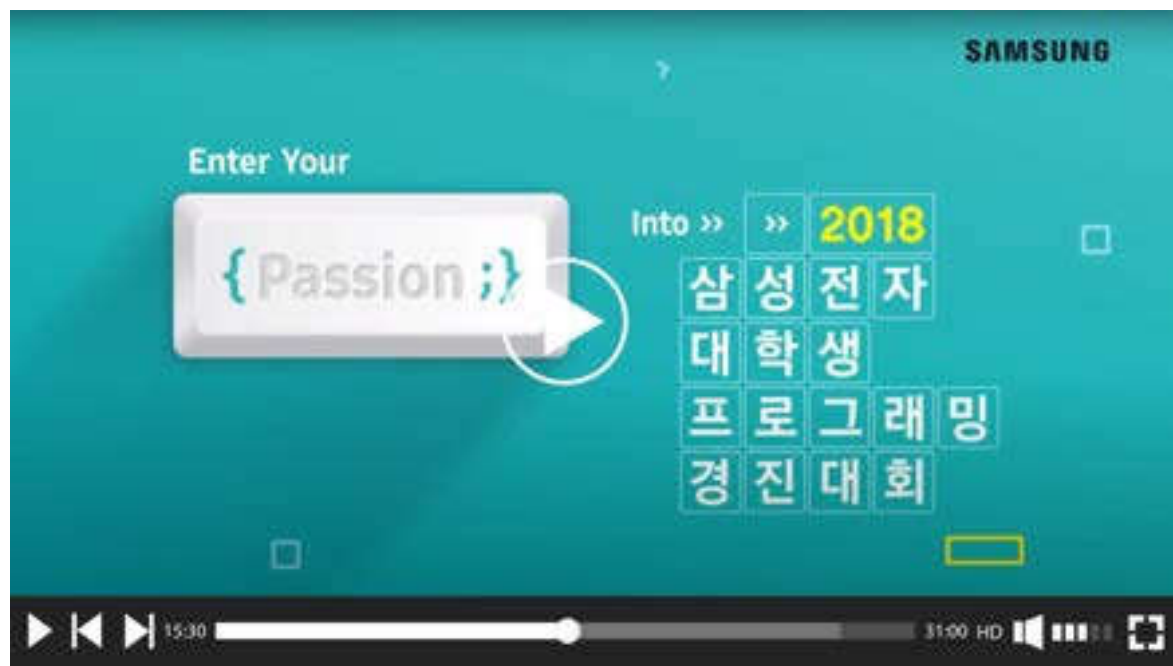 SAMSUNG
Enter Your
{Passion;}
Into >> >> 2018
삼성전자
대학생
프로그래밍
경진대회
15:30
31:00 HD